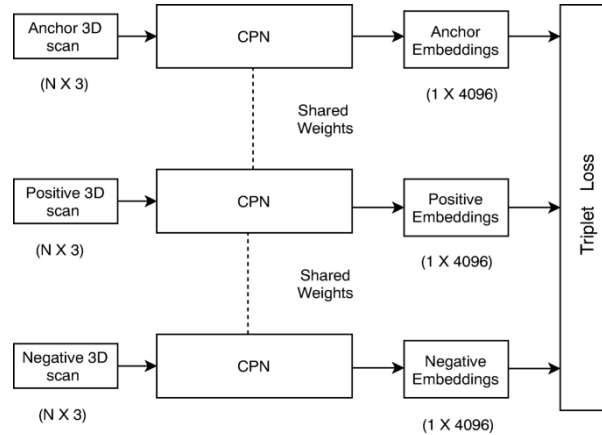 Anchor 3D
scan
(N X 3)
CPN
Anchor
Embeddings
(1 X 4096)
Shared
Weights
Positive 3D
scan
(N X 3)
CPN
Positive
Embeddings
(1 X 4096)
Shared
Weights
Negative 3D
scan
(N X 3)
CPN
Negative
Embeddings
(1 X 4096)
Triplet Loss